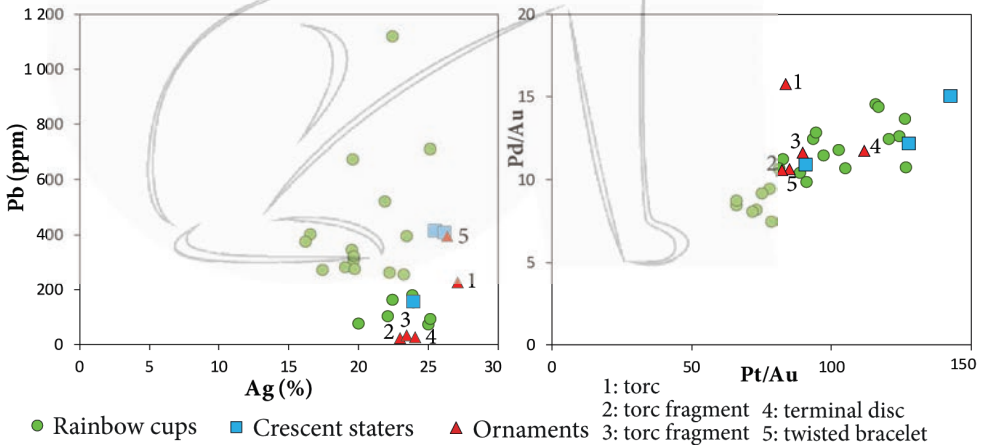 1 200
1 000
800
600
400
200
0
Pb (ppm)
0 5 10 15 20 25 30
Ag (%)
5
1
3
2
4
20
15
10
5
0
Pd/Au
0 50 100 150
Pt/Au
1
3
4
2
5
Rainbow cups
Crescent staters
Ornaments
1: torc
2: torc fragment 4: terminal disc
3: torc fragment 5: twisted bracelet